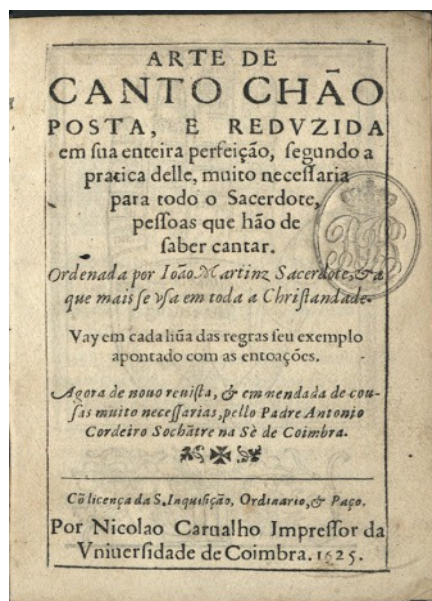 ARTE DE
CANTO CHÃO
POSTA, E REDVZIDA
em ſua enteira perfeição, ſegundo a
pratica delle, muito neceſſaria
para todo o Sacerdote,
peſſoas que hão de
ſaber cantar.
Ordenada por Ioão Martinz Sacerdote, & a
que mais ſe vſa em toda a Chriſtandade.
Vay em cada hũa das regras ſeu exemplo
apontado com as entoações.
Agora de nouo reuiſta, & emmendada de cou-
ſas muito neceſſarias, pello Padre Antonio
Cordeiro Sochãtre na Sè de Coimbra.
Cõ licença da S. Inquiſição, Ordinario, & Paço.
Por Nicolao Carualho Impreſſor da
Vniuerſidade de Coimbra. 1625.